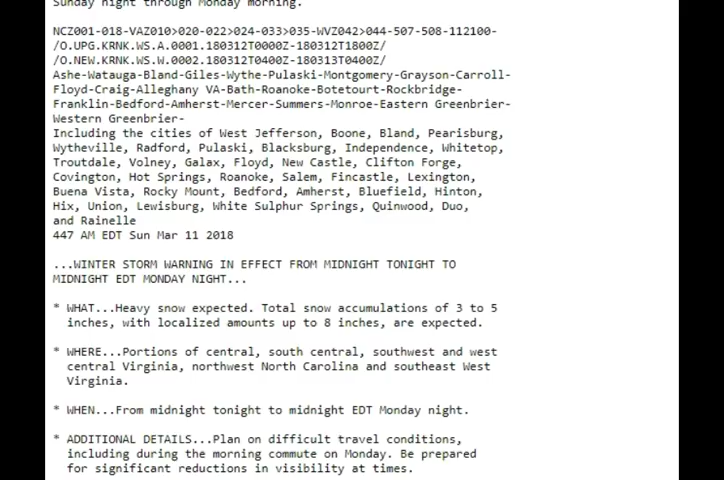 Sunday night through Monday morning.
NCZ001-018-VAZ010>020-022>024-033>035-WVZ042>044-507-508-112100-
/O.UPG.KRNK.WS.A.0001.180312T0000Z-180312T1800Z/
/O.NEW.KRNK.WS.W.0002.180312T0400Z-180313T0400Z/
Ashe-Watauga-Bland-Giles-Wythe-Pulaski-Montgomery-Grayson-Carroll-
Floyd-Craig-Alleghany VA-Bath-Roanoke-Botetourt-Rockbridge-
Franklin-Bedford-Amherst-Mercer-Summers-Monroe-Eastern Greenbrier-
Western Greenbrier-
Including the cities of West Jefferson, Boone, Bland, Pearisburg,
Wytheville, Radford, Pulaski, Blacksburg, Independence, Whitetop,
Troutdale, Volney, Galax, Floyd, New Castle, Clifton Forge,
Covington, Hot Springs, Roanoke, Salem, Fincastle, Lexington,
Buena Vista, Rocky Mount, Bedford, Amherst, Bluefield, Hinton,
Hix, Union, Lewisburg, White Sulphur Springs, Quinwood, Duo,
and Rainelle
447 AM EDT Sun Mar 11 2018
...WINTER STORM WARNING IN EFFECT FROM MIDNIGHT TONIGHT TO
MIDNIGHT EDT MONDAY NIGHT...
* WHAT...Heavy snow expected. Total snow accumulations of 3 to 5
inches, with localized amounts up to 8 inches, are expected.
* WHERE...Portions of central, south central, southwest and west
central Virginia, northwest North Carolina and southeast West
Virginia.
* WHEN...From midnight tonight to midnight EDT Monday night.
* ADDITIONAL DETAILS...Plan on difficult travel conditions,
including during the morning commute on Monday. Be prepared
for significant reductions in visibility at times.